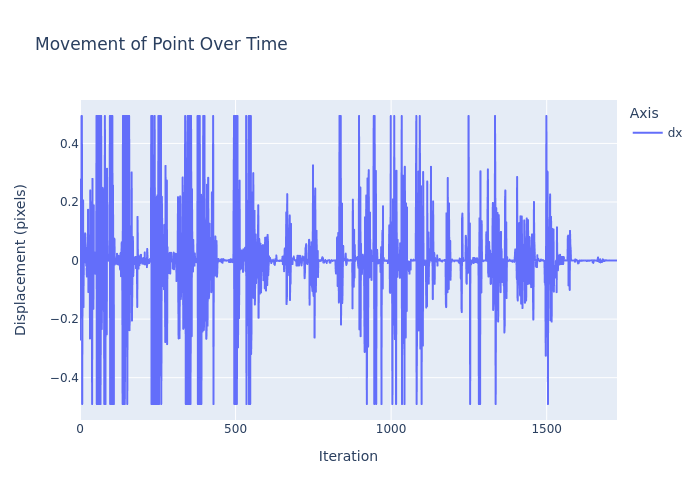 Movement of Point Over Time
Axis
dx
0.4
0.2
0
−0.2
−0.4
Displacement (pixels)
0
500
1000
1500
Iteration